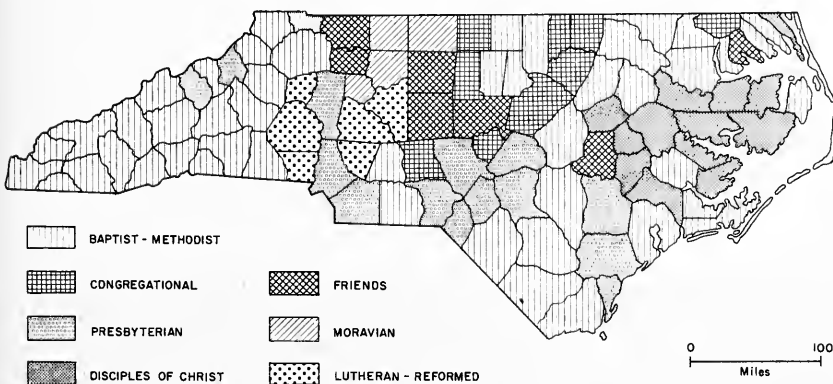 BAPTIST - METHODIST
CONGREGATIONAL
FRIENDS
PRESBYTERIAN
MORAVIAN
DISCIPLES OF CHRIST
LUTHERAN - REFORMED
0 100
Miles